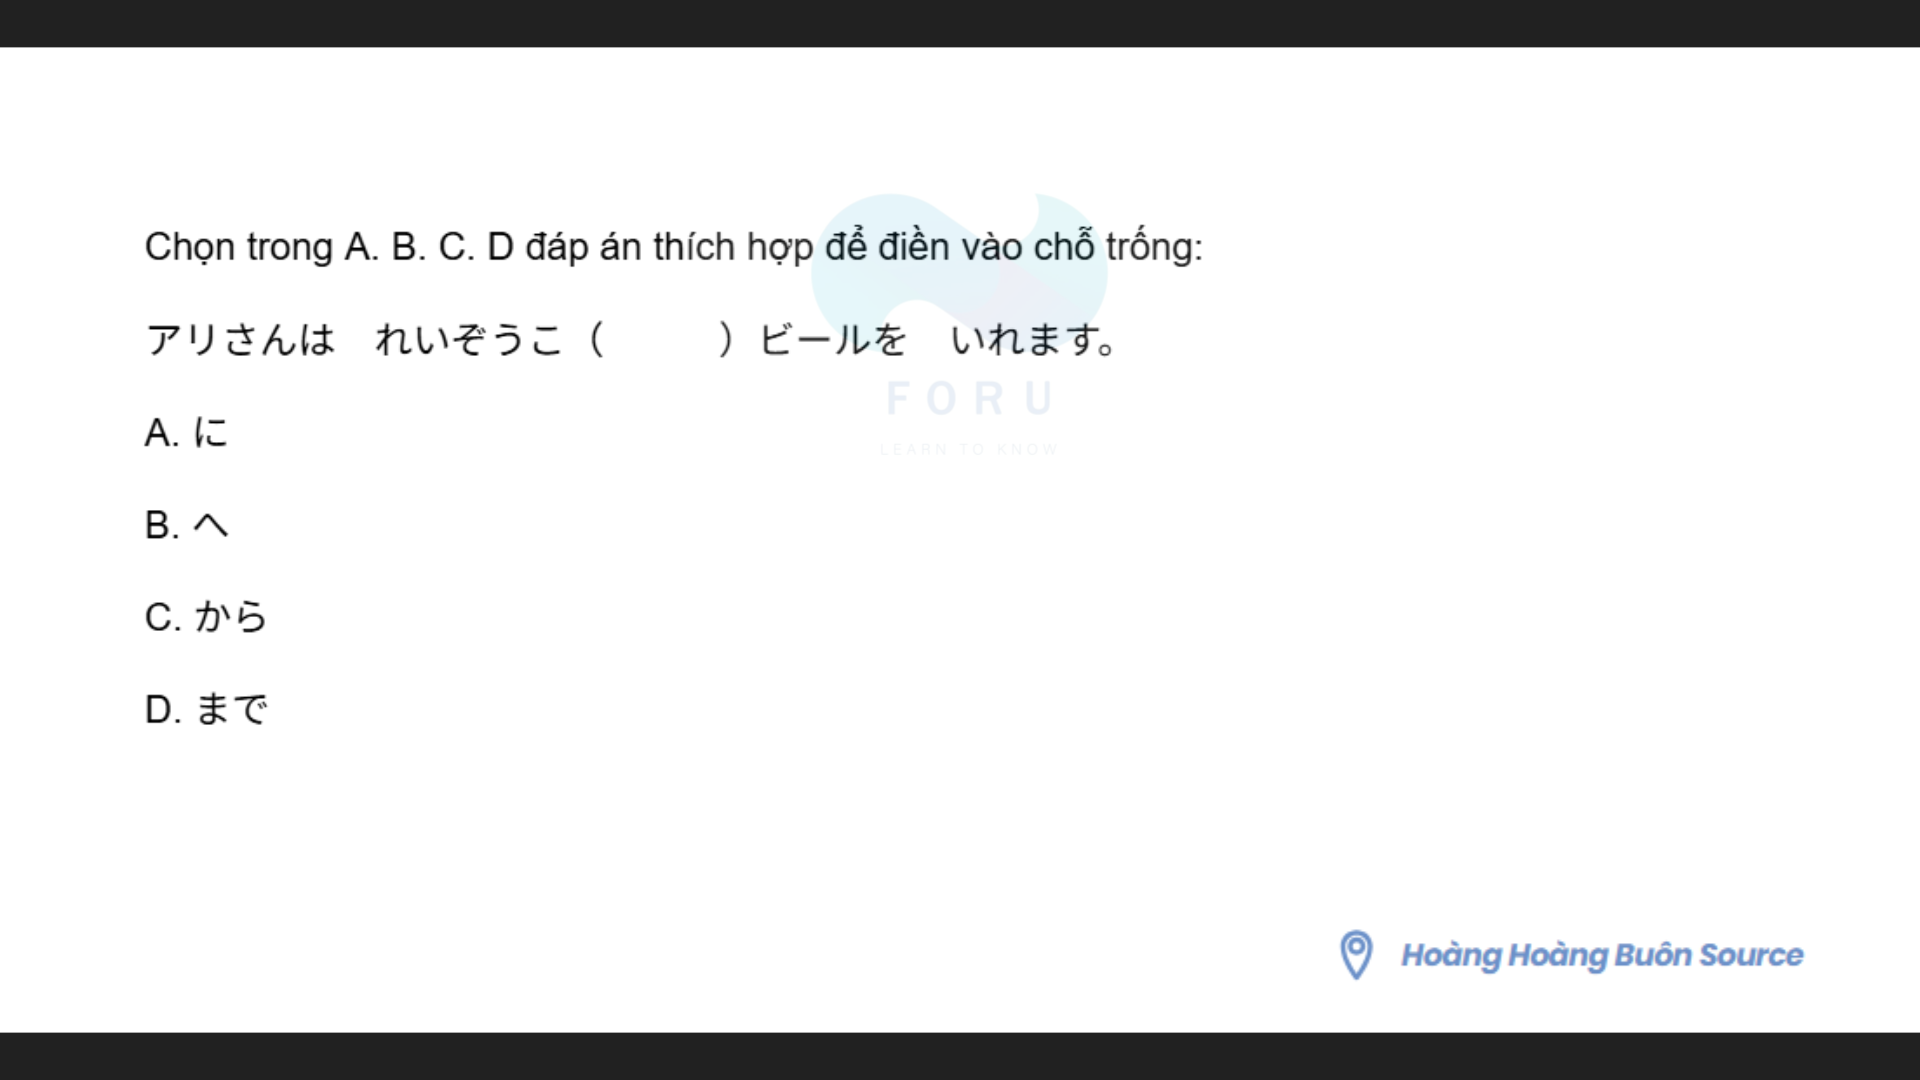 Chọn trong A. B. C. D đáp án thích hợp để điền vào chỗ trống:
アリさんは　れいぞうこ（　　　）ビールを　いれます。
FORU
LEARN TO KNOW
A. に
B. へ
C. から
D. まで
Hoàng Hoàng Buôn Source